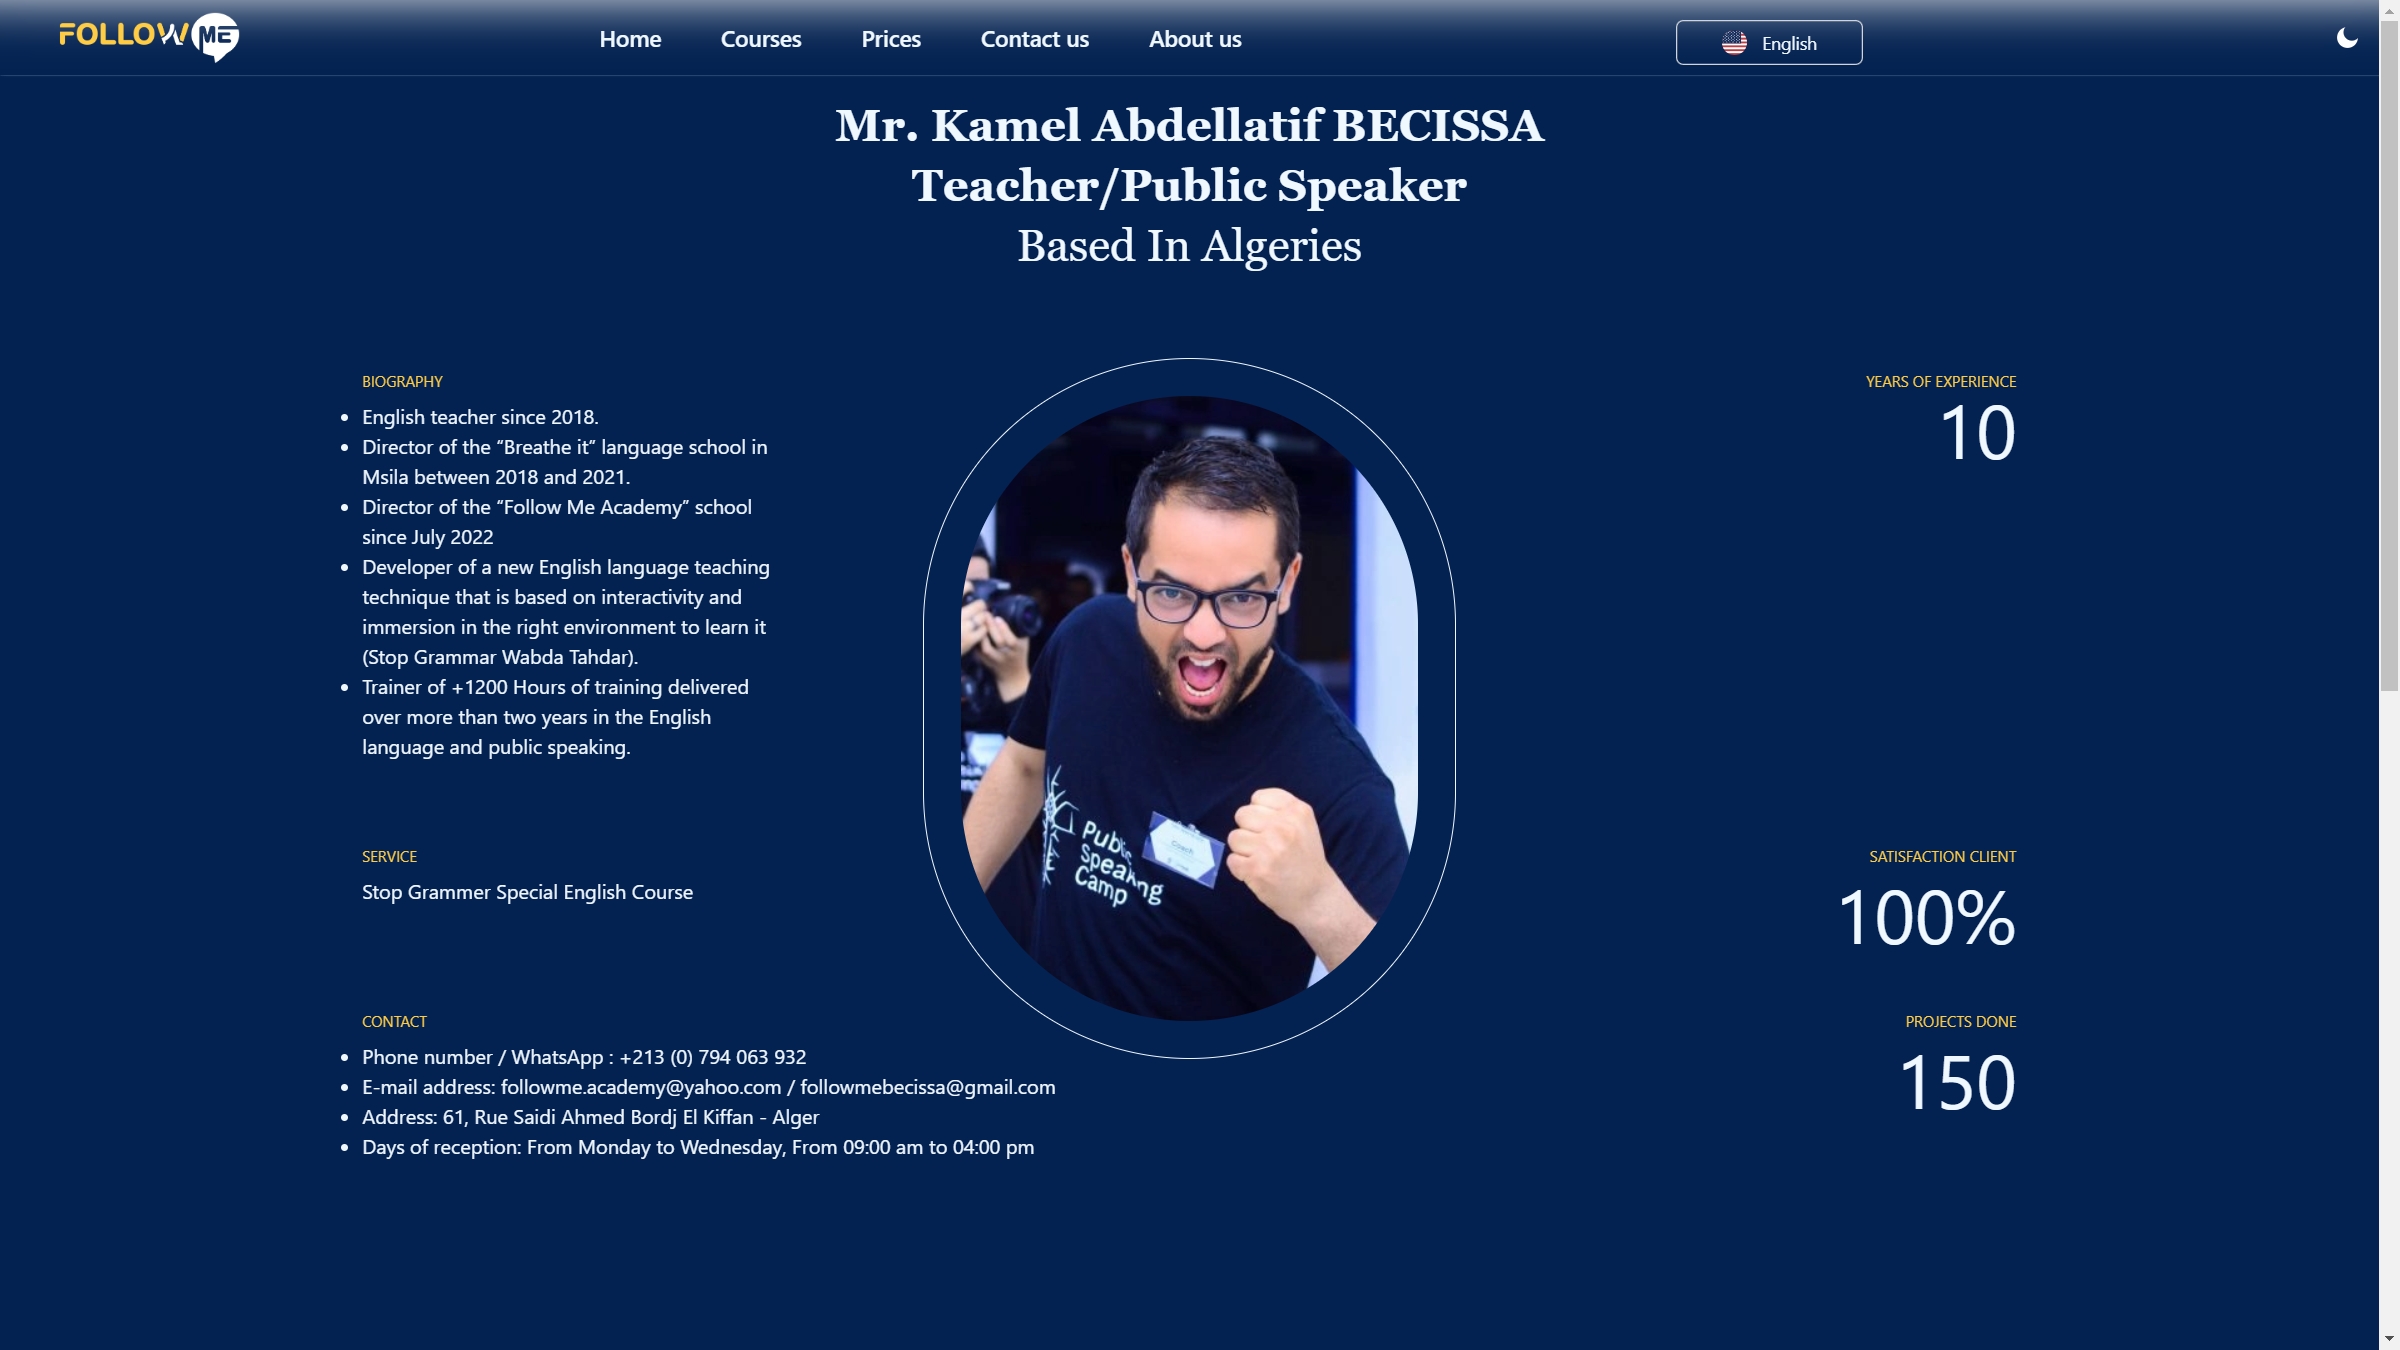 FOLLOW ME
Home
Courses
Prices
Contact us
About us
English
Mr. Kamel Abdellatif BECISSA
Teacher/Public Speaker
Based In Algeries
BIOGRAPHY
English teacher since 2018.
Director of the “Breathe it” language school in
Msila between 2018 and 2021.
Director of the “Follow Me Academy” school
since July 2022
Developer of a new English language teaching
technique that is based on interactivity and
immersion in the right environment to learn it
(Stop Grammar Wabda Tahdar).
Trainer of +1200 Hours of training delivered
over more than two years in the English
language and public speaking.
YEARS OF EXPERIENCE
10
Public
Speaking
Camp
Coach
SERVICE
Stop Grammer Special English Course
SATISFACTION CLIENT
100%
CONTACT
Phone number / WhatsApp : +213 (0) 794 063 932
E-mail address: followme.academy@yahoo.com / followmebecissa@gmail.com
Address: 61, Rue Saidi Ahmed Bordj El Kiffan - Alger
Days of reception: From Monday to Wednesday, From 09:00 am to 04:00 pm
PROJECTS DONE
150